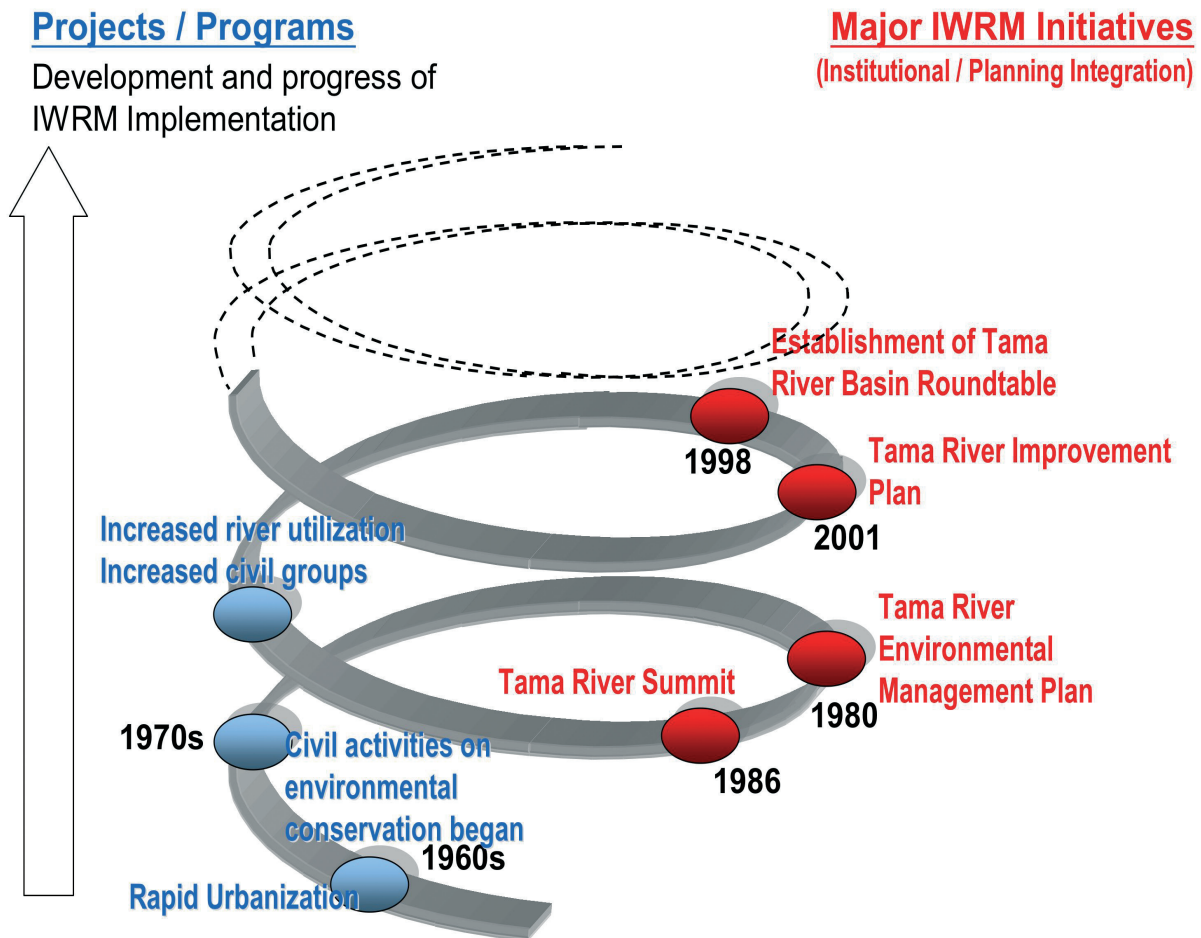 Projects / Programs
Development and progress of
IWRM Implementation
Major IWRM Initiatives
(Institutional / Planning Integration)
Establishment of Tama
River Basin Roundtable
1998
Tama River Improvement
Plan
2001
Increased river utilization
Increased civil groups
Tama River
Environmental
Management Plan
1980
Tama River Summit
1986
1970s
Civil activities on
environmental
conservation began
1960s
Rapid Urbanization